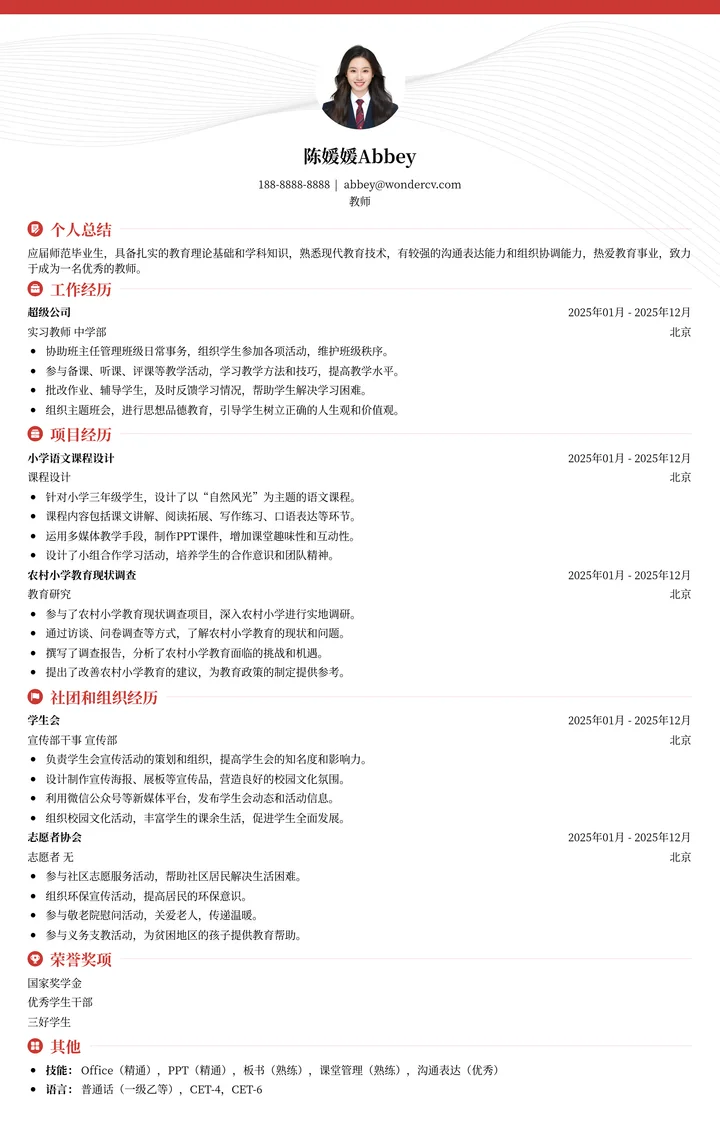 陈媛媛Abbey
188-8888-8888 | abbey@wondercv.com
教师
个人总结
应届师范毕业生，具备扎实的教育理论基础和学科知识，熟悉现代教育技术，有较强的沟通表达能力和组织协调能力，热爱教育事业，致力
于成为一名优秀的教师。
工作经历
超级公司 2025年01月 - 2025年12月
实习教师 中学部 北京
• 协助班主任管理班级日常事务，组织学生参加各项活动，维护班级秩序。
• 参与备课、听课、评课等教学活动，学习教学方法和技巧，提高教学水平。
• 批改作业、辅导学生，及时反馈学习情况，帮助学生解决学习困难。
• 组织主题班会，进行思想品德教育，引导学生树立正确的人生观和价值观。
项目经历
小学语文课程设计 2025年01月 - 2025年12月
课程设计 北京
• 针对小学三年级学生，设计了以“自然风光”为主题的语文课程。
• 课程内容包括课文讲解、阅读拓展、写作练习、口语表达等环节。
• 运用多媒体教学手段，制作PPT课件，增加课堂趣味性和互动性。
• 设计了小组合作学习活动，培养学生的合作意识和团队精神。
农村小学教育现状调查 2025年01月 - 2025年12月
教育研究 北京
• 参与了农村小学教育现状调查项目，深入农村小学进行实地调研。
• 通过访谈、问卷调查等方式，了解农村小学教育的现状和问题。
• 撰写了调查报告，分析了农村小学教育面临的挑战和机遇。
• 提出了改善农村小学教育的建议，为教育政策的制定提供参考。
社团和组织经历
学生会 2025年01月 - 2025年12月
宣传部干事 宣传部 北京
• 负责学生会宣传活动的策划和组织，提高学生会的知名度和影响力。
• 设计制作宣传海报、展板等宣传品，营造良好的校园文化氛围。
• 利用微信公众号等新媒体平台，发布学生会动态和活动信息。
• 组织校园文化活动，丰富学生的课余生活，促进学生全面发展。
志愿者协会 2025年01月 - 2025年12月
志愿者 无 北京
• 参与社区志愿服务活动，帮助社区居民解决生活困难。
• 组织环保宣传活动，提高居民的环保意识。
• 参与敬老院慰问活动，关爱老人，传递温暖。
• 参与义务支教活动，为贫困地区的孩子提供教育帮助。
荣誉奖项
国家奖学金
优秀学生干部
三好学生
其他
• 技能： Office（精通）, PPT（精通）, 板书（熟练）, 课堂管理（熟练）, 沟通表达（优秀）
• 语言： 普通话（一级乙等）, CET-4, CET-6